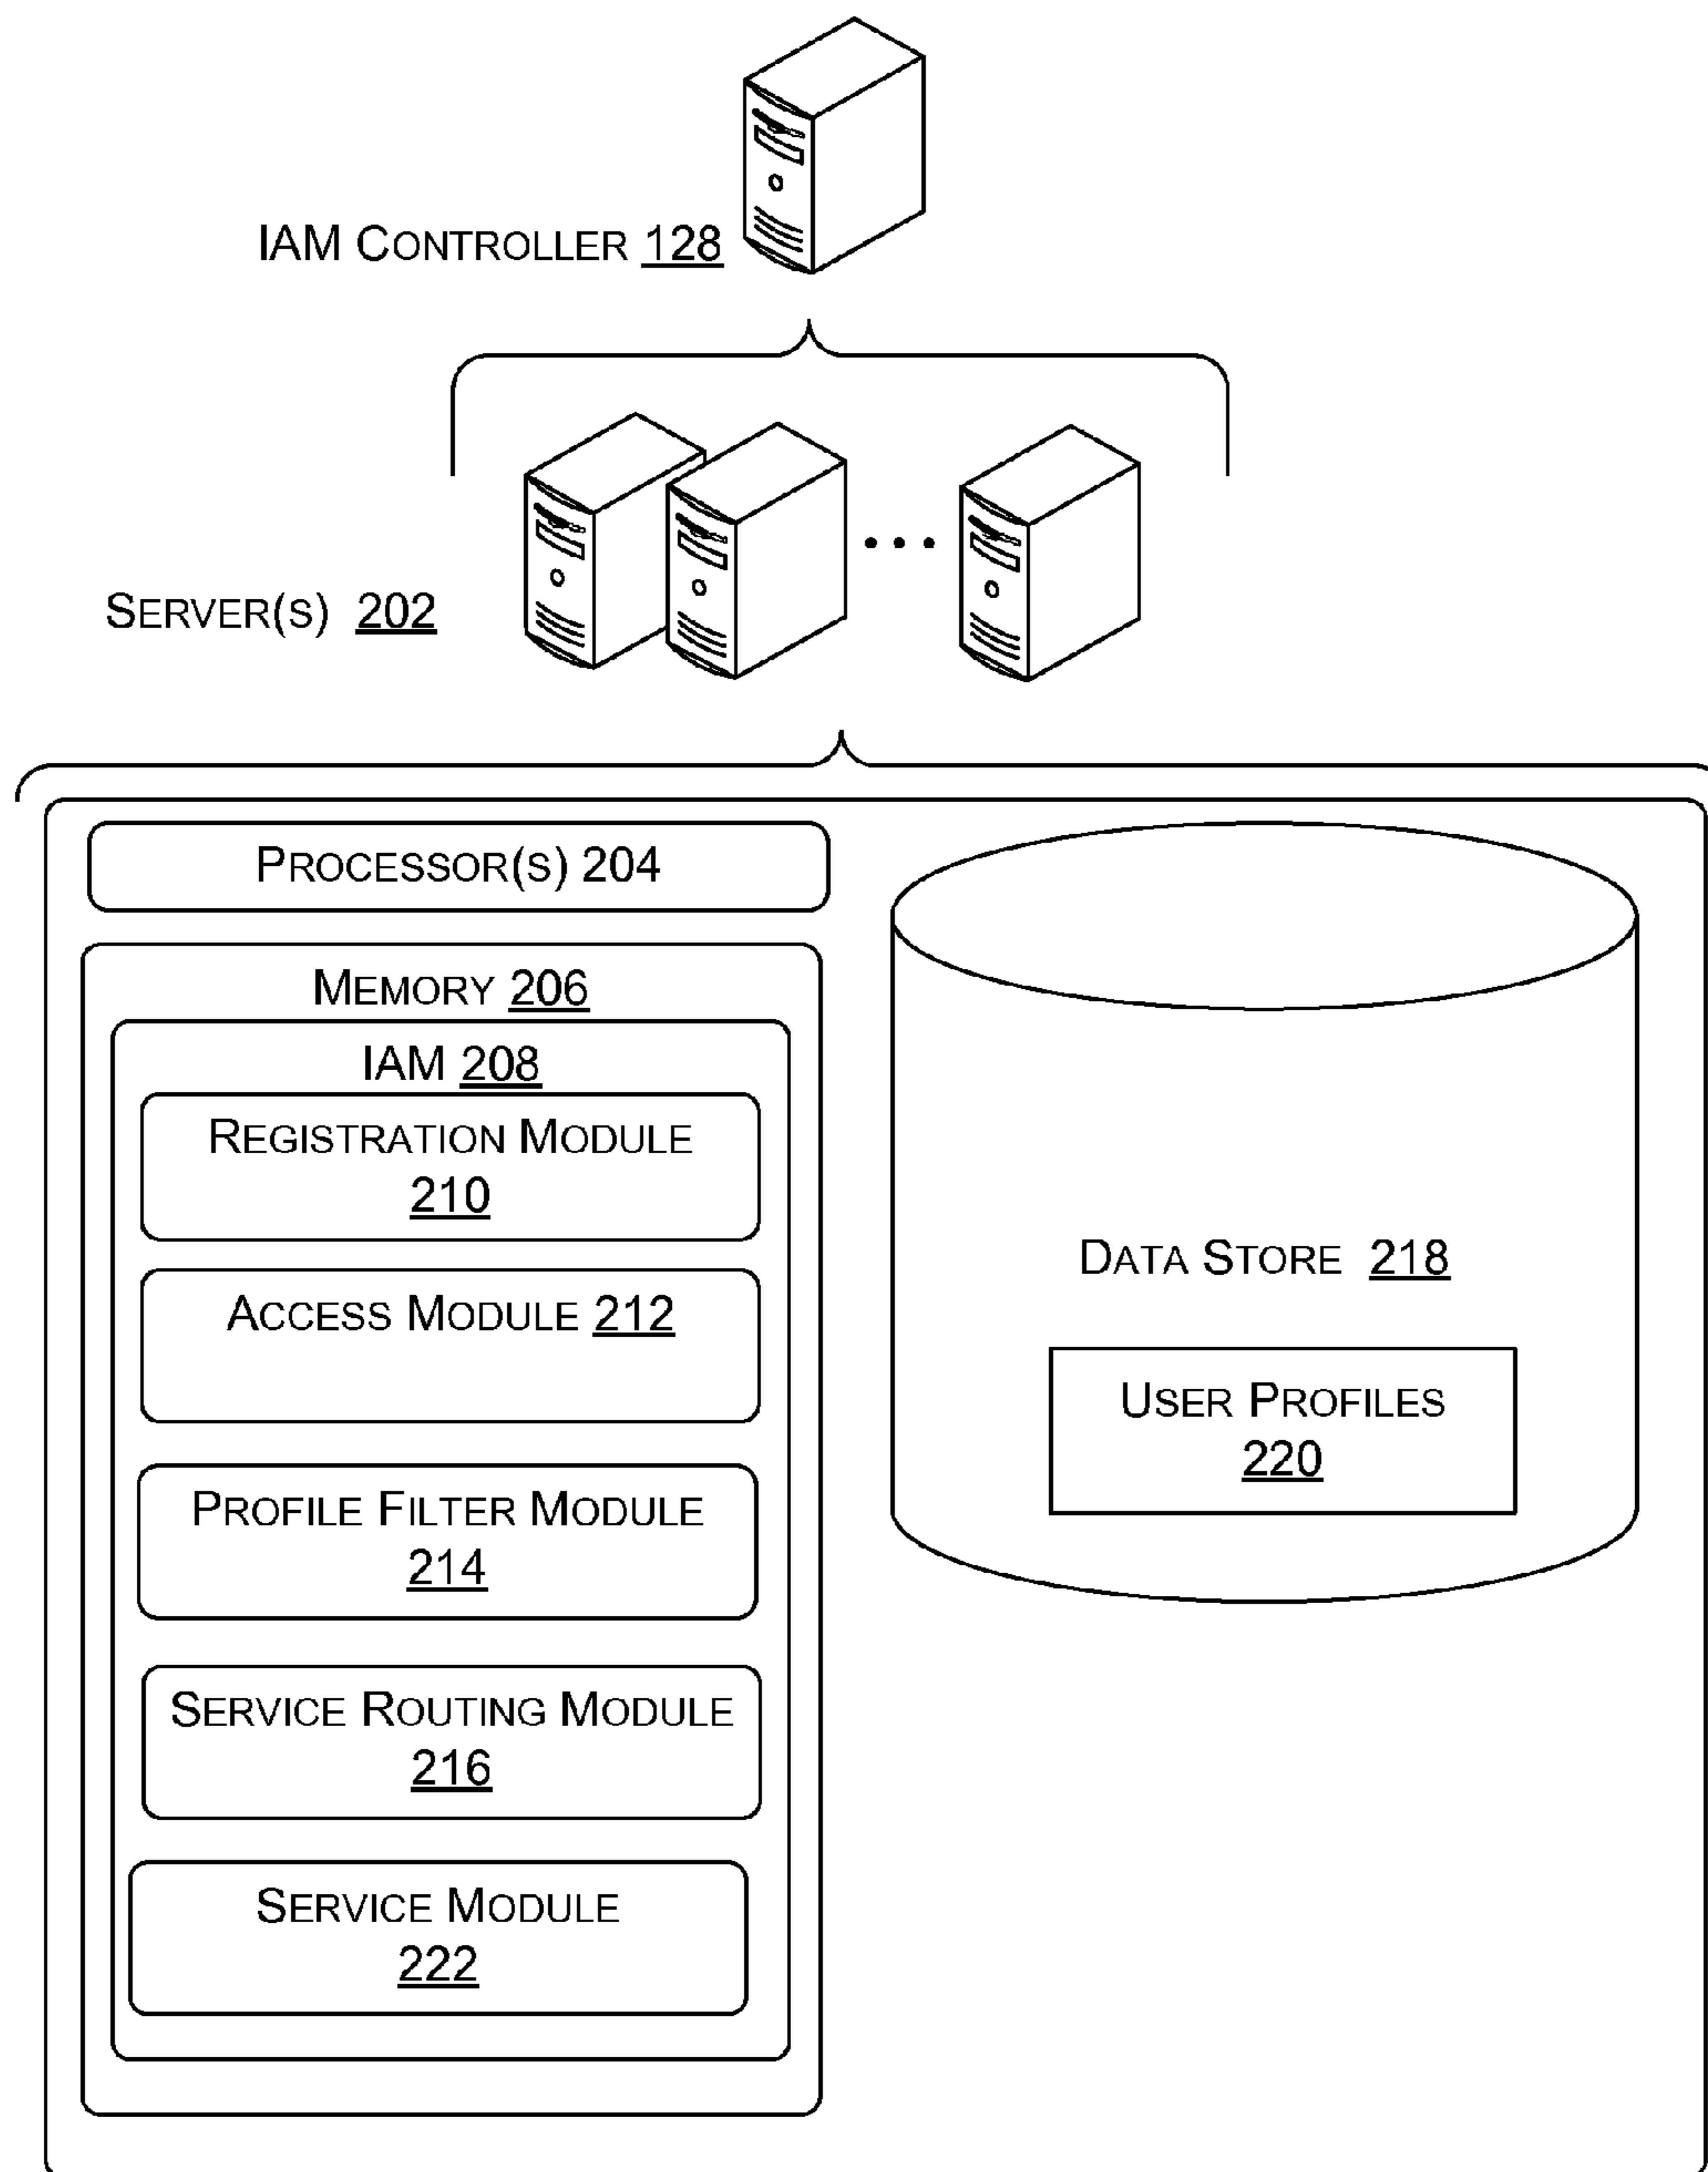 IAM CONTROLLER 128
SERVER(S) 202
PROCESSOR(S) 204
MEMORY 206
IAM 208
REGISTRATION MODULE
210
ACCESS MODULE 212
PROFILE FILTER MODULE
214
SERVICE ROUTING MODULE
216
SERVICE MODULE
222
DATA STORE 218
USER PROFILES
220